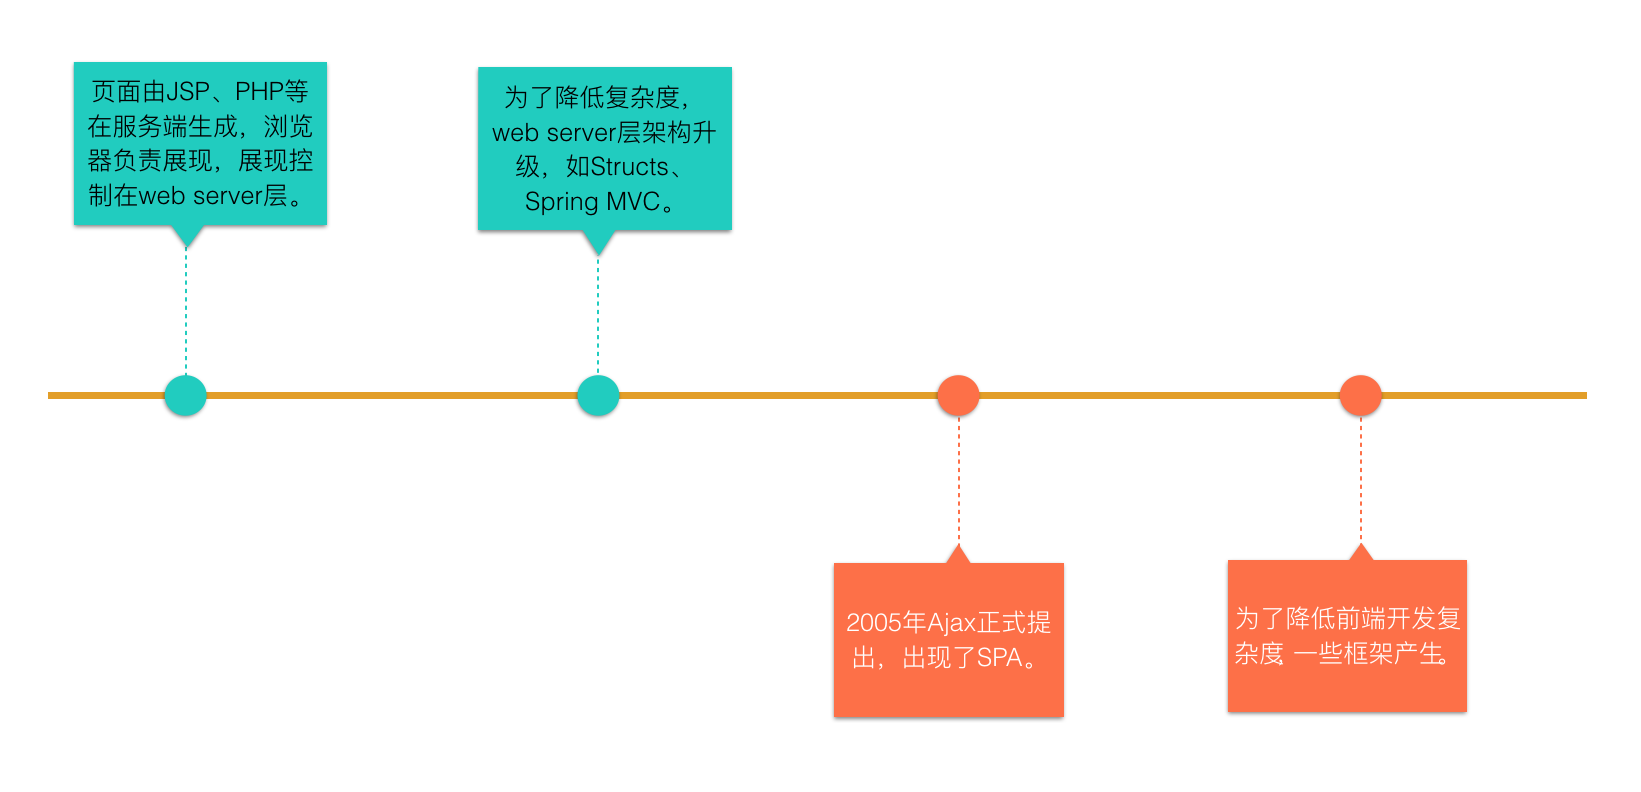 页面由JSP、PHP等
在服务端生成，浏览
器负责展现，展现控
制在web server层。
为了降低复杂度，
web server层架构升
级，如Structs、
Spring MVC。
2005年Ajax正式提
出，出现了SPA。
为了降低前端开发复
杂度，一些框架产生。